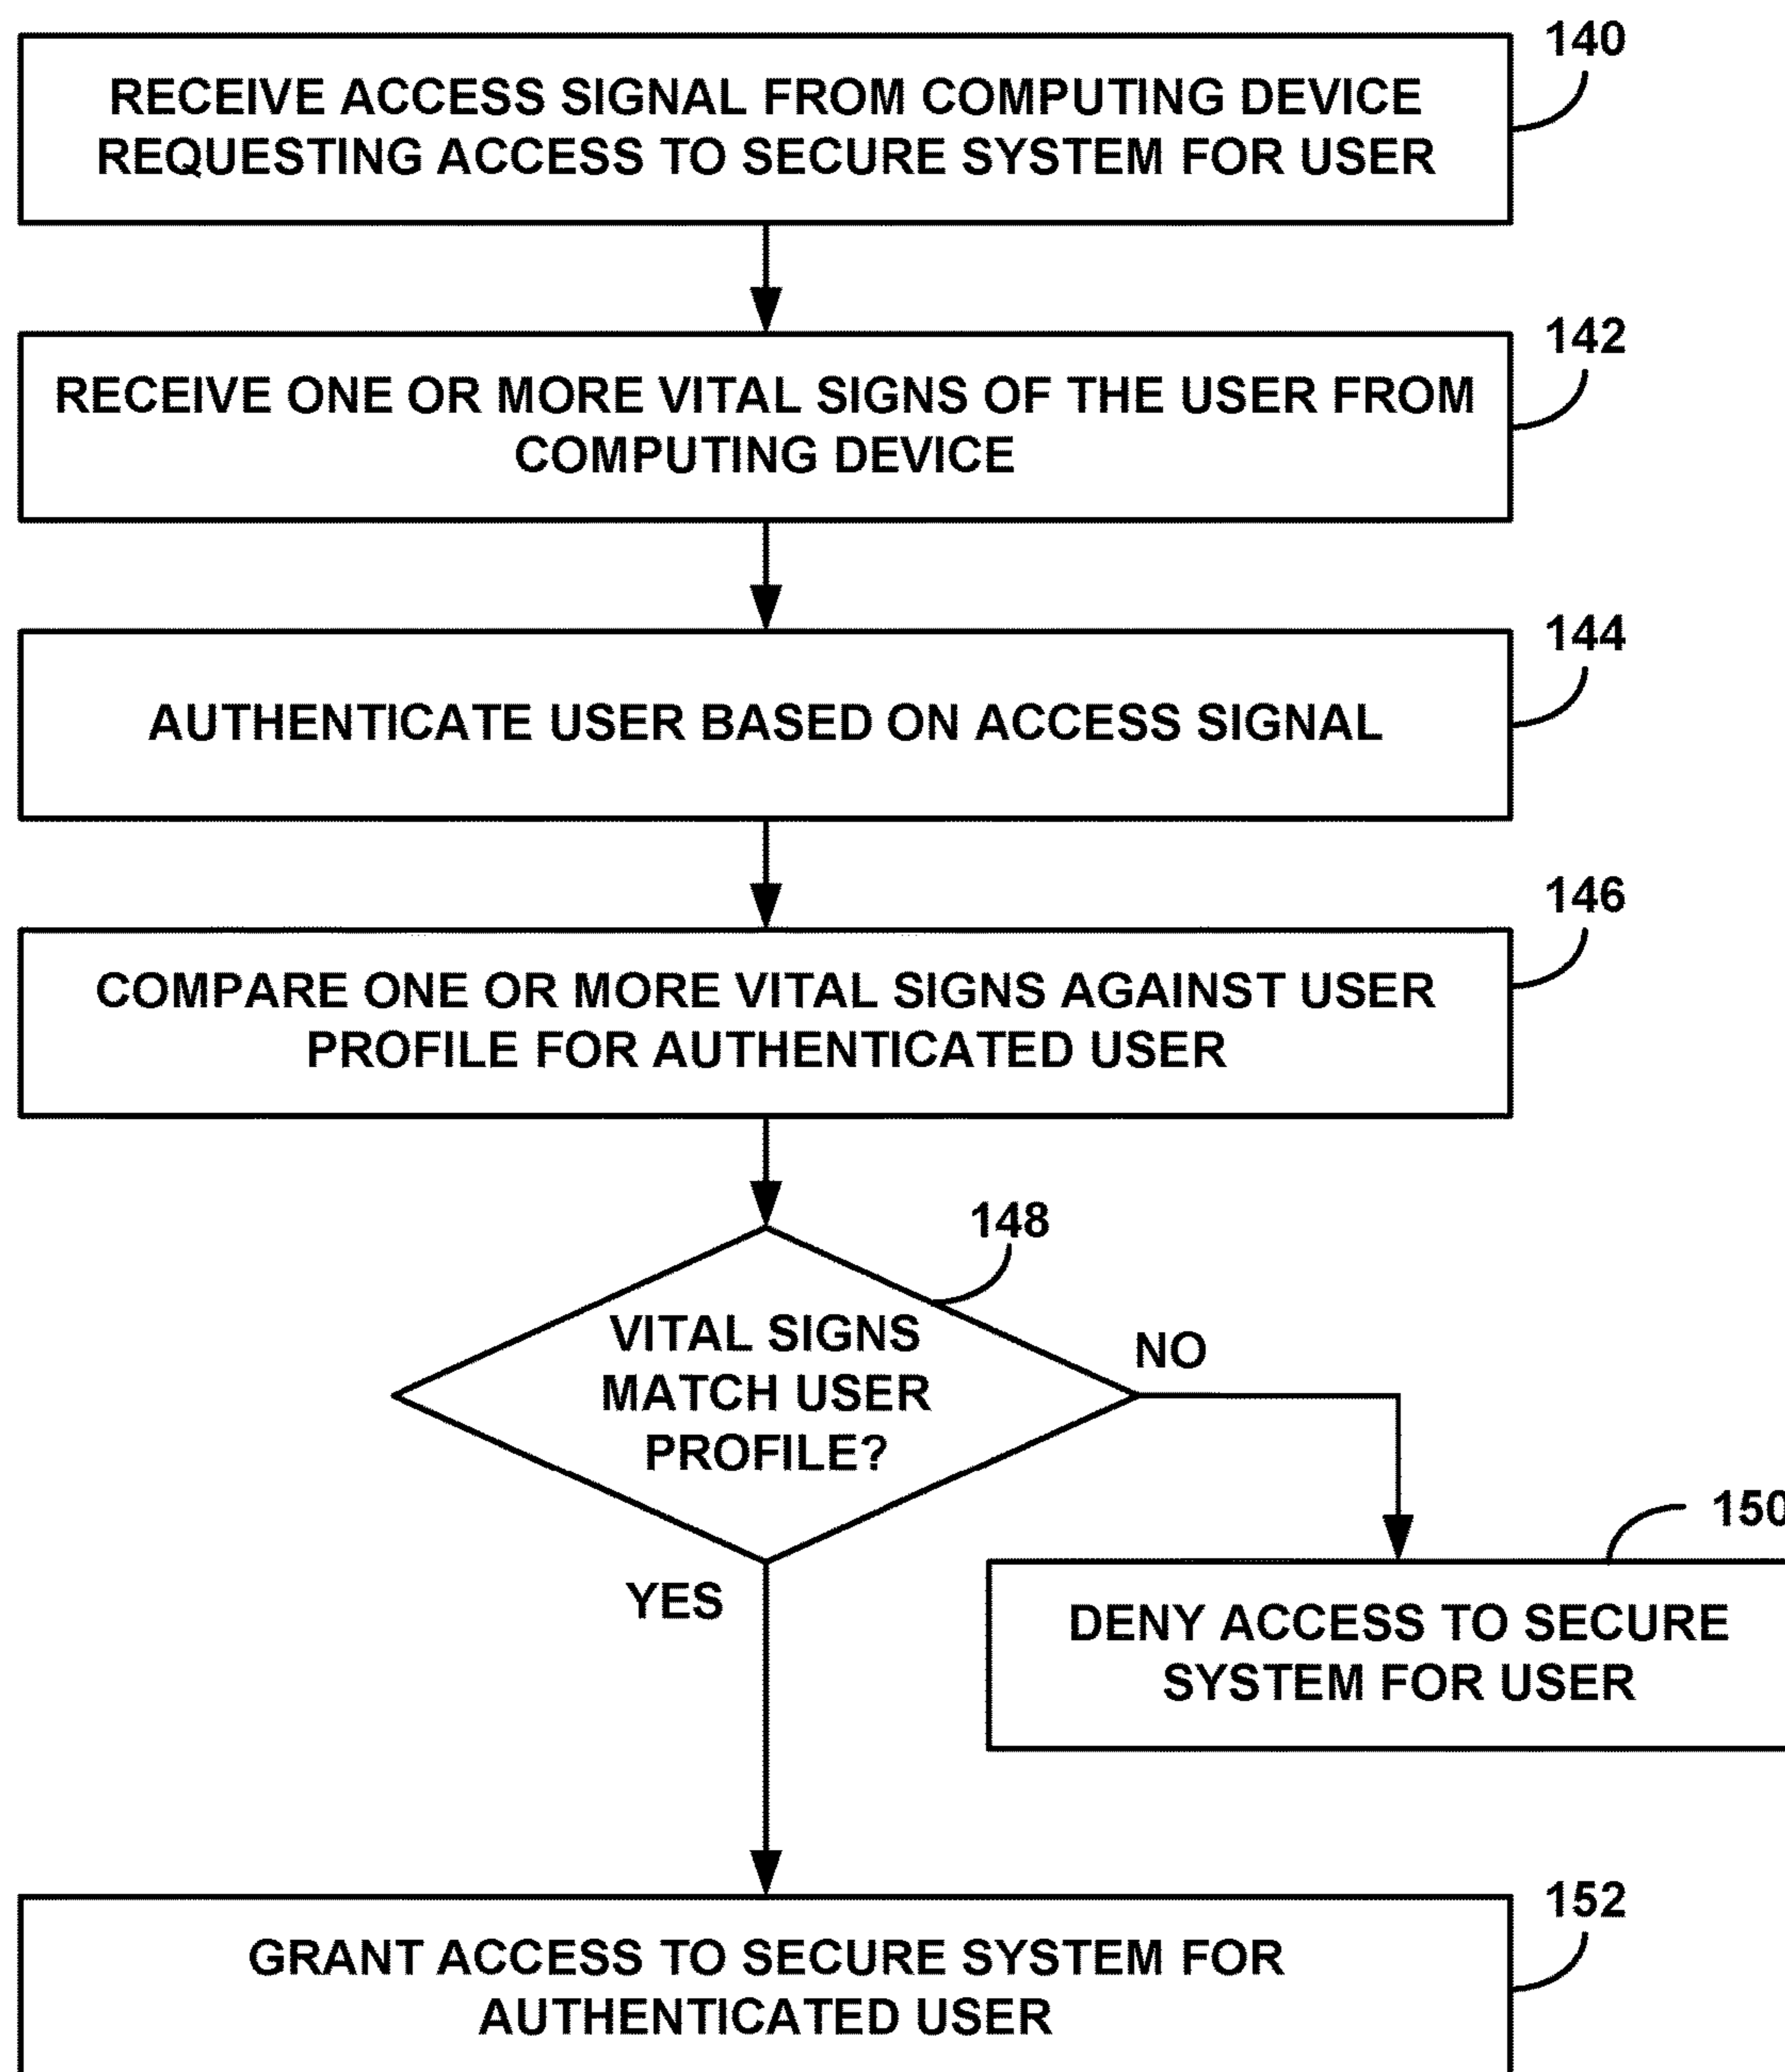 140
RECEIVE ACCESS SIGNAL FROM COMPUTING DEVICE
REQUESTING ACCESS TO SECURE SYSTEM FOR USER
142
RECEIVE ONE OR MORE VITAL SIGNS OF THE USER FROM
COMPUTING DEVICE
144
AUTHENTICATE USER BASED ON ACCESS SIGNAL
146
COMPARE ONE OR MORE VITAL SIGNS AGAINST USER
PROFILE FOR AUTHENTICATED USER
148
VITAL SIGNS
MATCH USER
PROFILE?
NO
150
YES
DENY ACCESS TO SECURE
SYSTEM FOR USER
152
GRANT ACCESS TO SECURE SYSTEM FOR
AUTHENTICATED USER